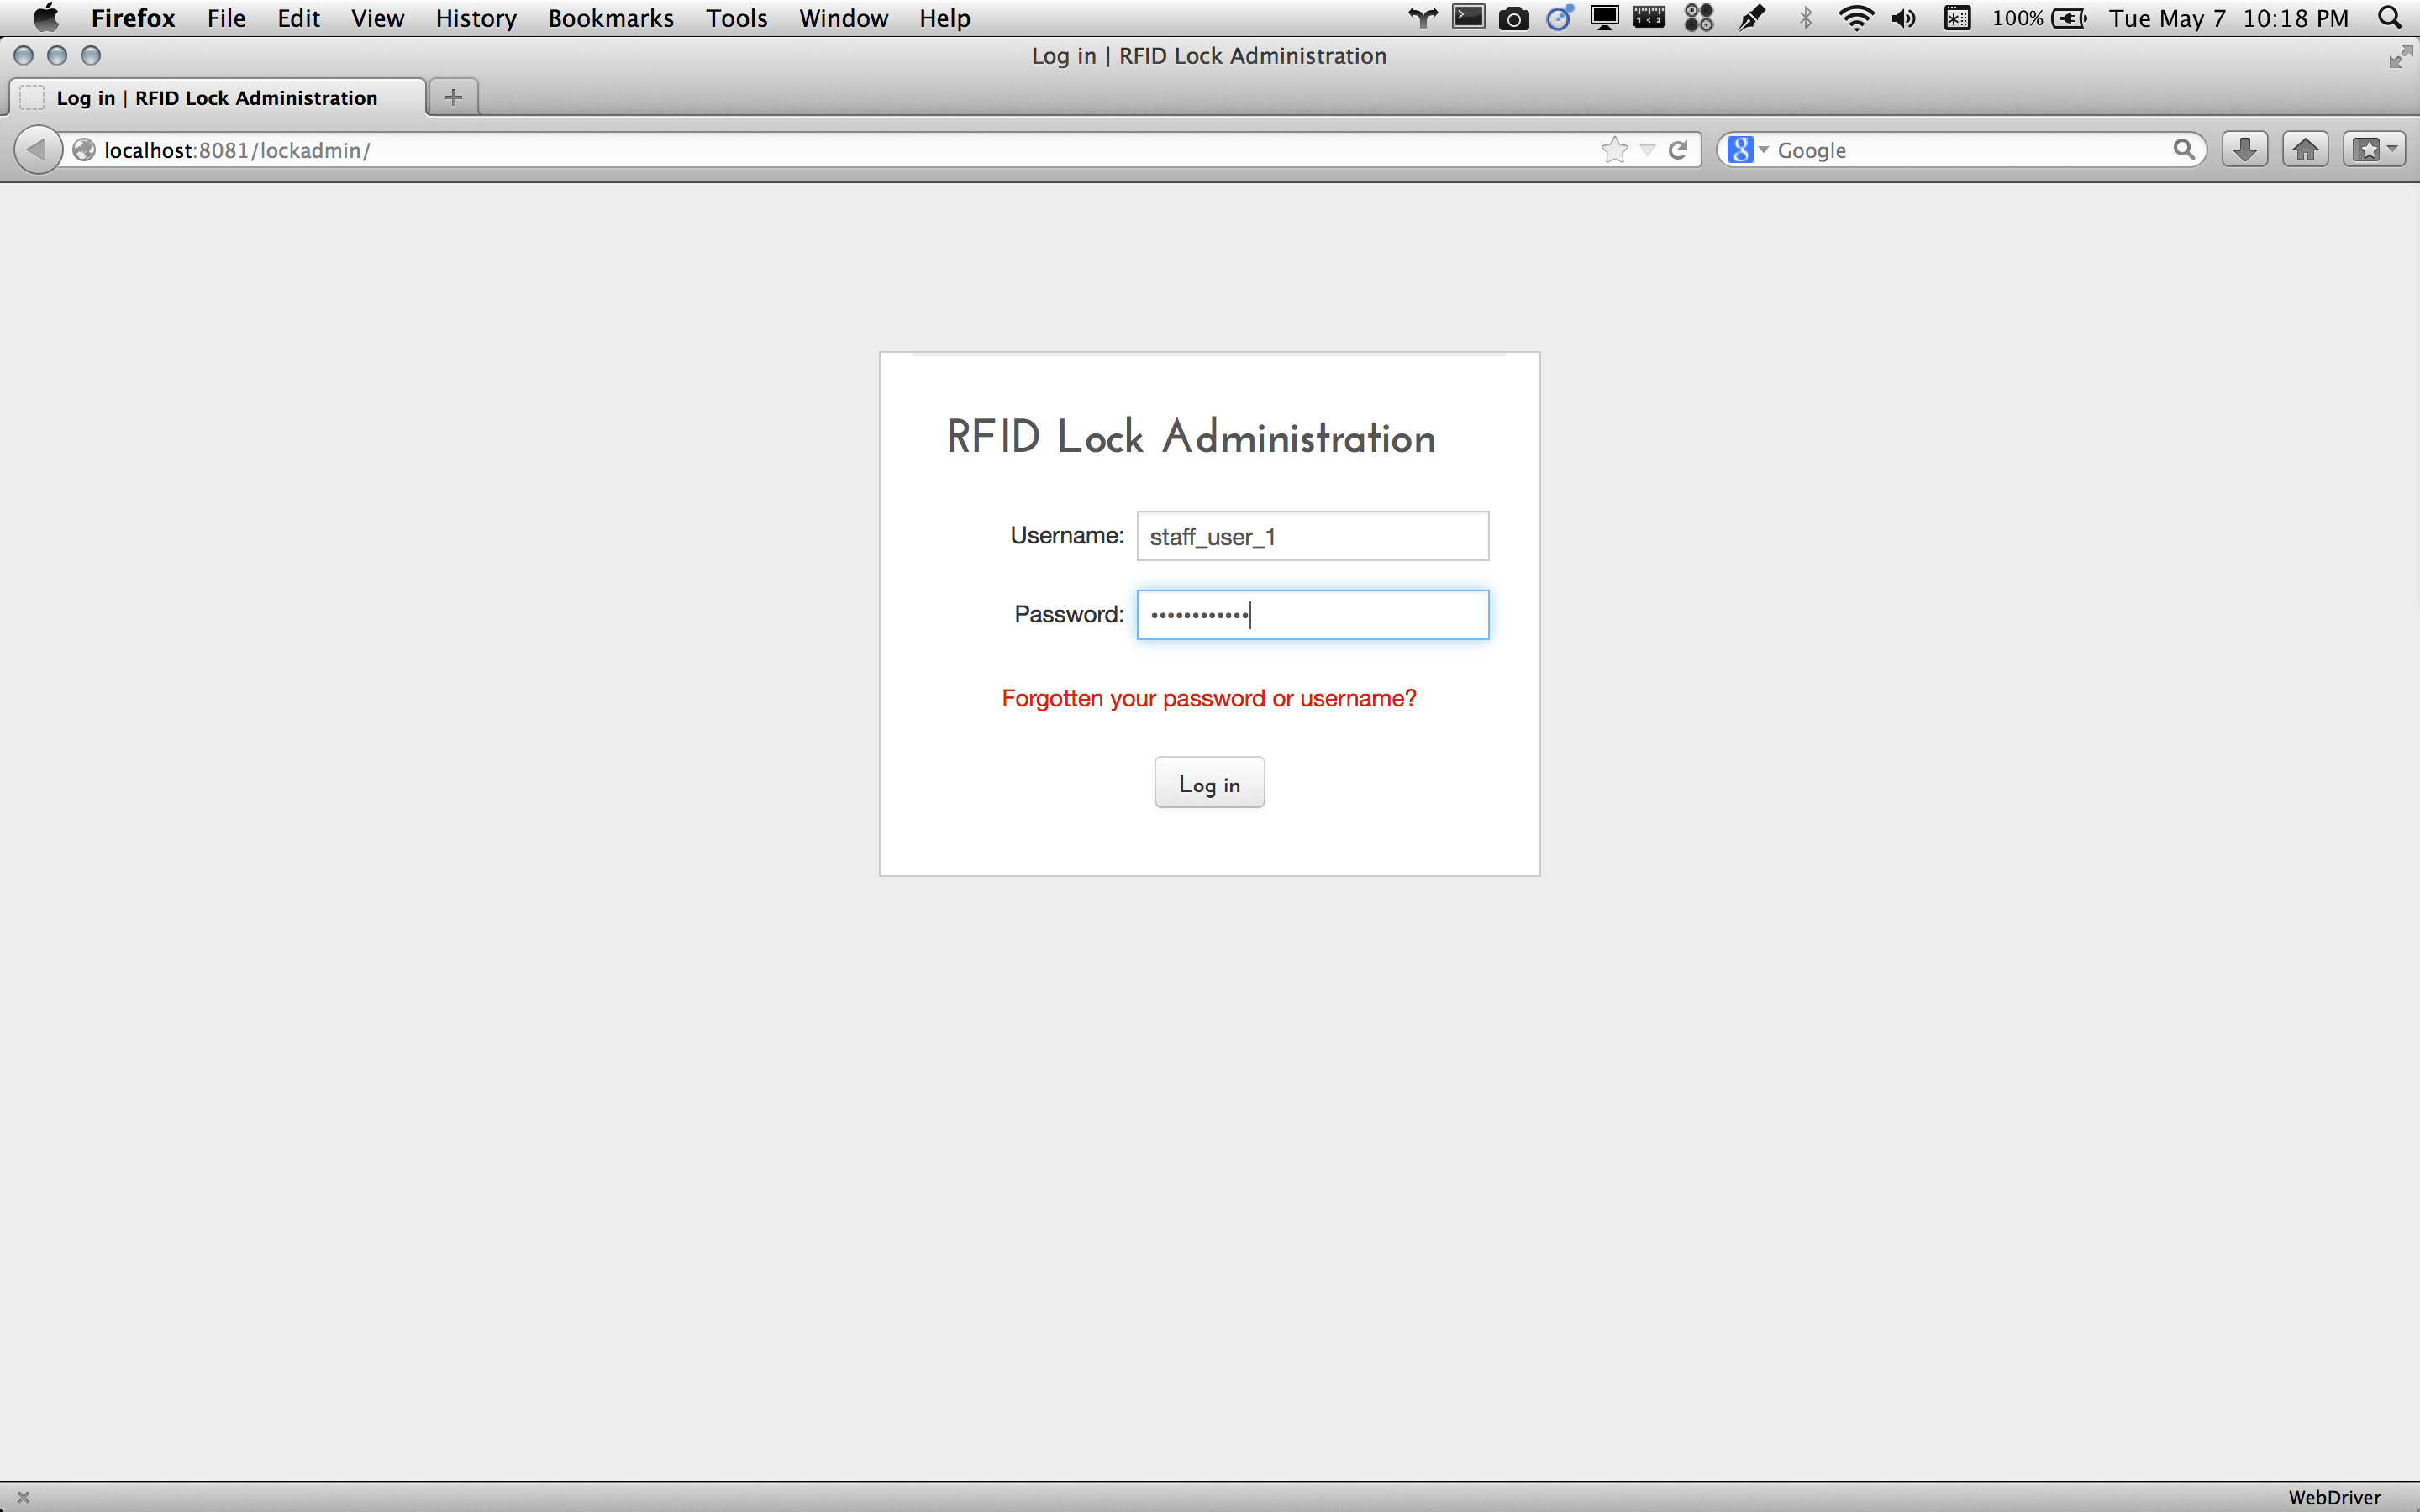 Firefox File Edit View History Bookmarks Tools Window Help 100% Tue May 7 10:18 PM
Log in | RFID Lock Administration
Log in | RFID Lock Administration
localhost:8081/lockadmin/ Google
RFID Lock Administration
Username: staff_user_1
Password: ••••••••••••
Forgotten your password or username?
Log in
WebDriver